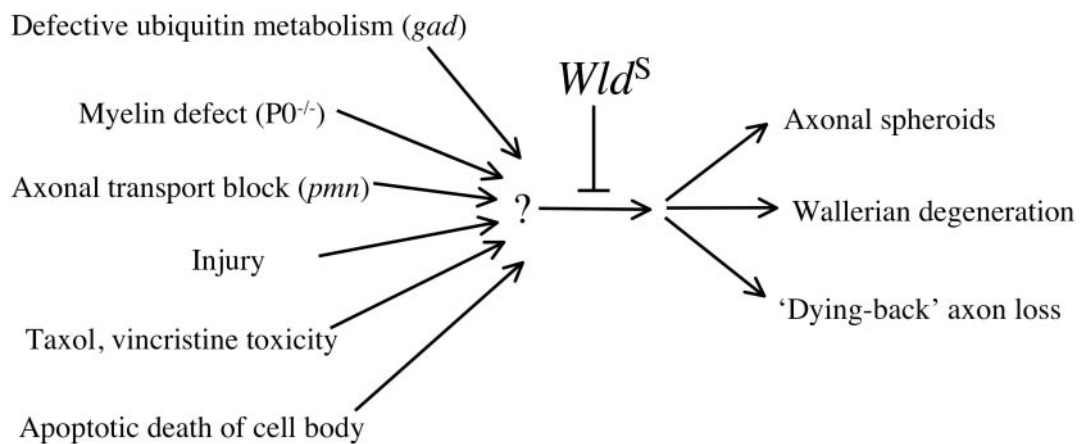 Defective ubiquitin metabolism (gad)
Myelin defect (P0-/-)
Axonal transport block (pmn)
Injury
Taxol, vincristine toxicity
Apoptotic death of cell body
?
WldS
Axonal spheroids
Wallerian degeneration
‘Dying-back’ axon loss